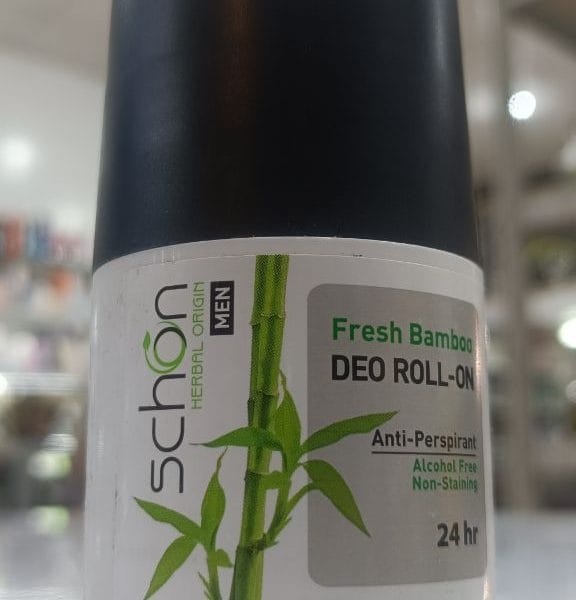 schon
HERBAL ORIGIN
MEN
Fresh Bamboo
DEO ROLL-ON
Anti-Perspirant
Alcohol Free
Non-Staining
24 hr